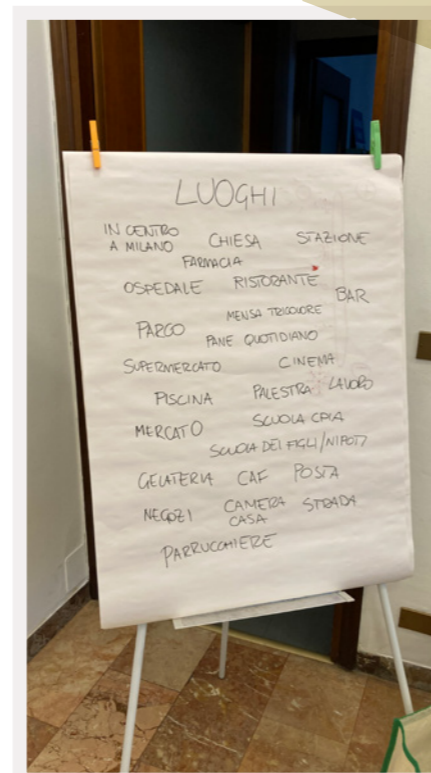 LUOGHI
IN CENTRO
A MILANO
CHIESA
STAZIONE
FARMACIA
OSPEDALE
RISTORANTE
BAR
MENSA TRICOLORE
PARCO
PANE QUOTIDIANO
SUPERMERCATO
CINEMA
PISCINA
PALESTRA
LAVORO
MERCATO
SCUOLA CPIA
SCUOLA DEI FIGLI/NIPOTI
GELATERIA
CAF
POSTA
NEGOZI
CAMERA
CASA
STRADA
PARRUCCHIERE